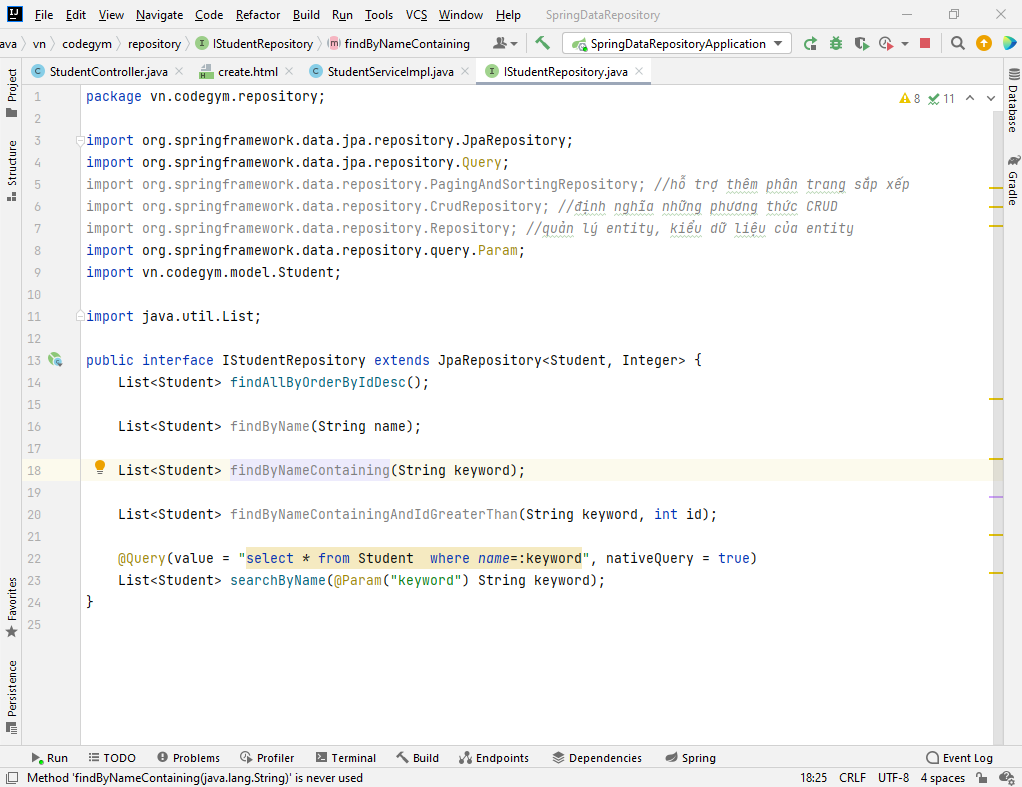 File Edit View Navigate Code Refactor Build Run Tools VCS Window Help SpringDataRepository
ava vn codegym repository IStudentRepository findByNameContaining SpringDataRepositoryApplication
StudentController.java create.html StudentServiceImpl.java IStudentRepository.java
Project
Structure
Favorites
Persistence
Database
Gradle
8 11
1 package vn.codegym.repository;
2
3 import org.springframework.data.jpa.repository.JpaRepository;
4 import org.springframework.data.jpa.repository.Query;
5 import org.springframework.data.repository.PagingAndSortingRepository; //hỗ trợ thêm phân trang sắp xếp
6 import org.springframework.data.repository.CrudRepository; //định nghĩa những phương thức CRUD
7 import org.springframework.data.repository.Repository; //quản lý entity, kiểu dữ liệu của entity
8 import org.springframework.data.repository.query.Param;
9 import vn.codegym.model.Student;
10
11 import java.util.List;
12
13 public interface IStudentRepository extends JpaRepository<Student, Integer> {
14 List<Student> findAllByOrderByIdDesc();
15
16 List<Student> findByName(String name);
17
18 List<Student> findByNameContaining(String keyword);
19
20 List<Student> findByNameContainingAndIdGreaterThan(String keyword, int id);
21
22 @Query(value = "select * from Student  where name=:keyword", nativeQuery = true)
23 List<Student> searchByName(@Param("keyword") String keyword);
24 }
25
Run TODO Problems Profiler Terminal Build Endpoints Dependencies Spring Event Log
Method 'findByNameContaining(java.lang.String)' is never used 18:25 CRLF UTF-8 4 spaces